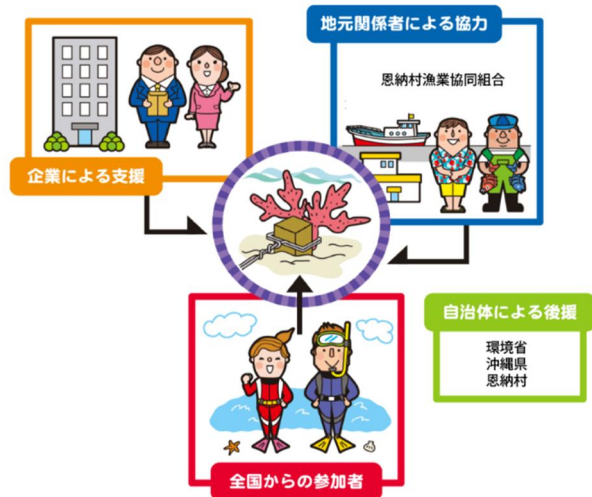 地元関係者による協力
恩納村漁業協同組合
企業による支援
自治体による後援
環境省
沖縄県
恩納村
全国からの参加者